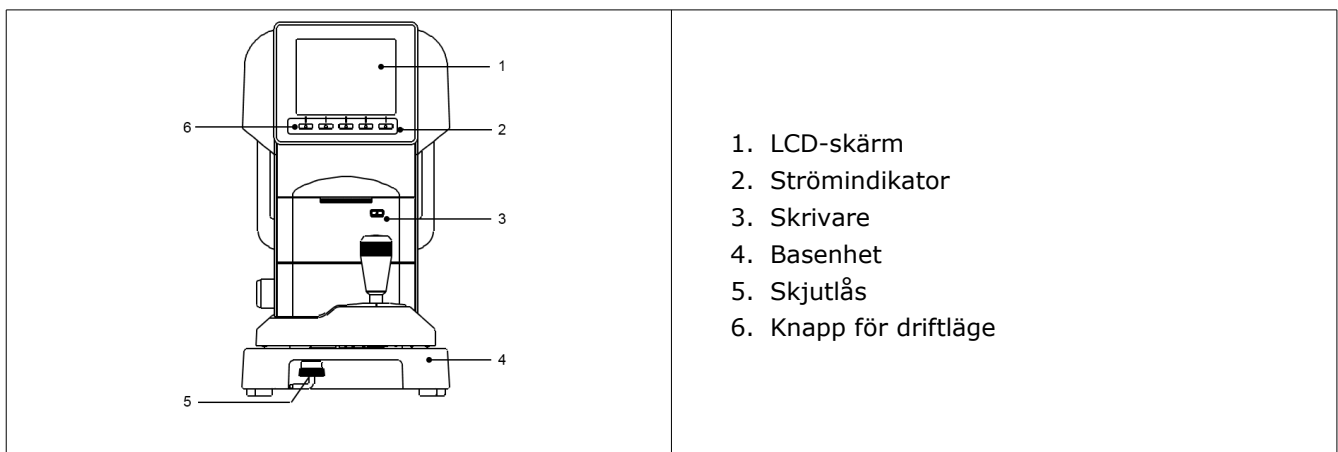 1
6
2
3
4
5
1. LCD-skärm
2. Strömindikator
3. Skrivare
4. Basenhet
5. Skjutlås
6. Knapp för driftläge